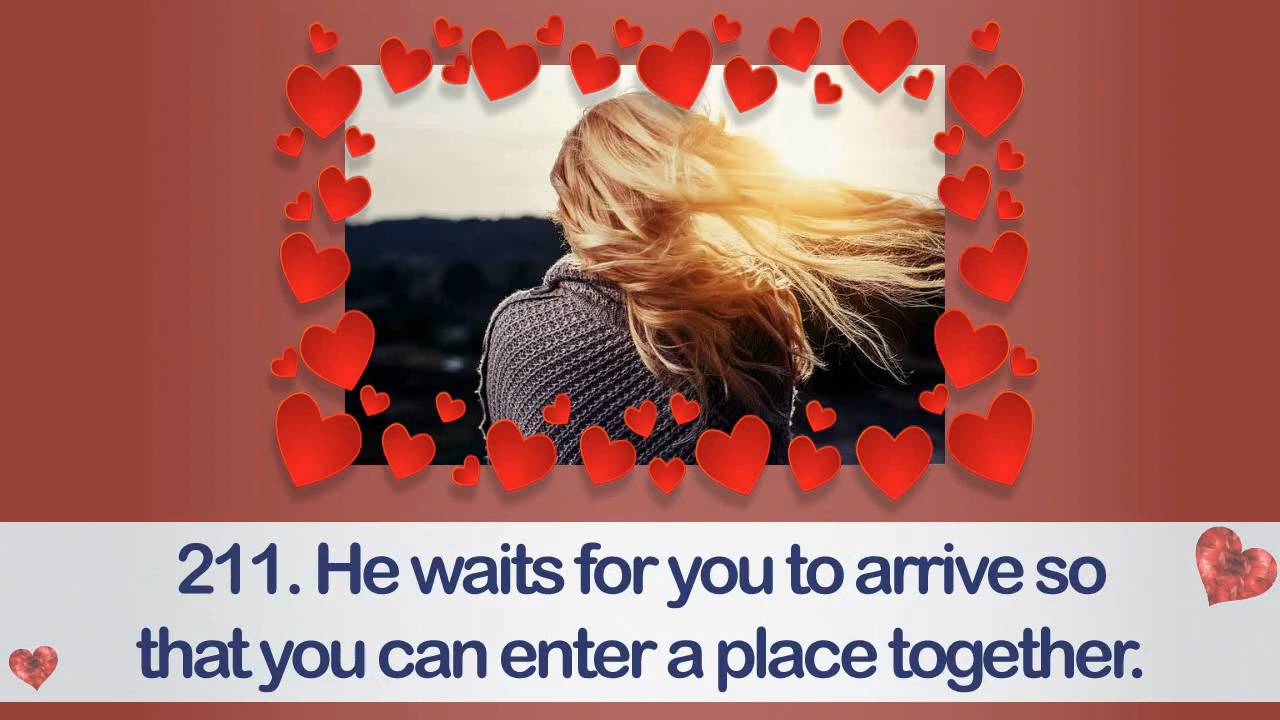 211. He waits for you to arrive so
that you can enter a place together.